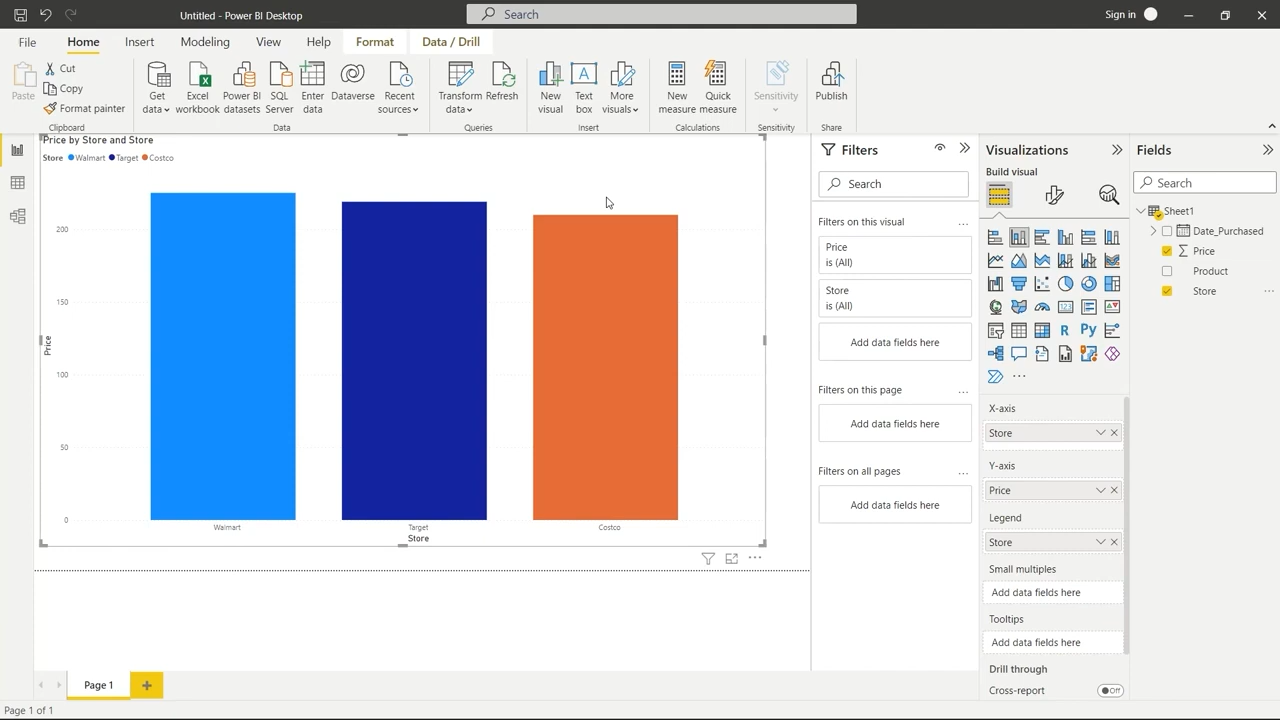 Untitled - Power BI Desktop
Search
Sign in
File Home Insert Modeling View Help Format Data / Drill
Paste
Cut
Copy
Format painter
Get data
Excel workbook
Power BI datasets
SQL Server
Enter data
Dataverse
Recent sources
Transform data
Refresh
New visual
Text box
More visuals
New measure
Quick measure
Sensitivity
Publish
Clipboard Data Queries Insert Calculations Sensitivity Share
Price by Store and Store
Store Walmart Target Costco
200
150
100
50
0
Price
Walmart Target Costco
Store
Filters
Search
Filters on this visual ...
Price
is (All)
Store
is (All)
Add data fields here
Filters on this page ...
Add data fields here
Filters on all pages ...
Add data fields here
Visualizations
Build visual
R Py
123
...
X-axis
Store
Y-axis
Price
Legend
Store
Small multiples
Add data fields here
Tooltips
Add data fields here
Drill through
Cross-report Off
Fields
Search
Sheet1
Date_Purchased
Σ Price
Product
Store ...
Page 1
Page 1 of 1